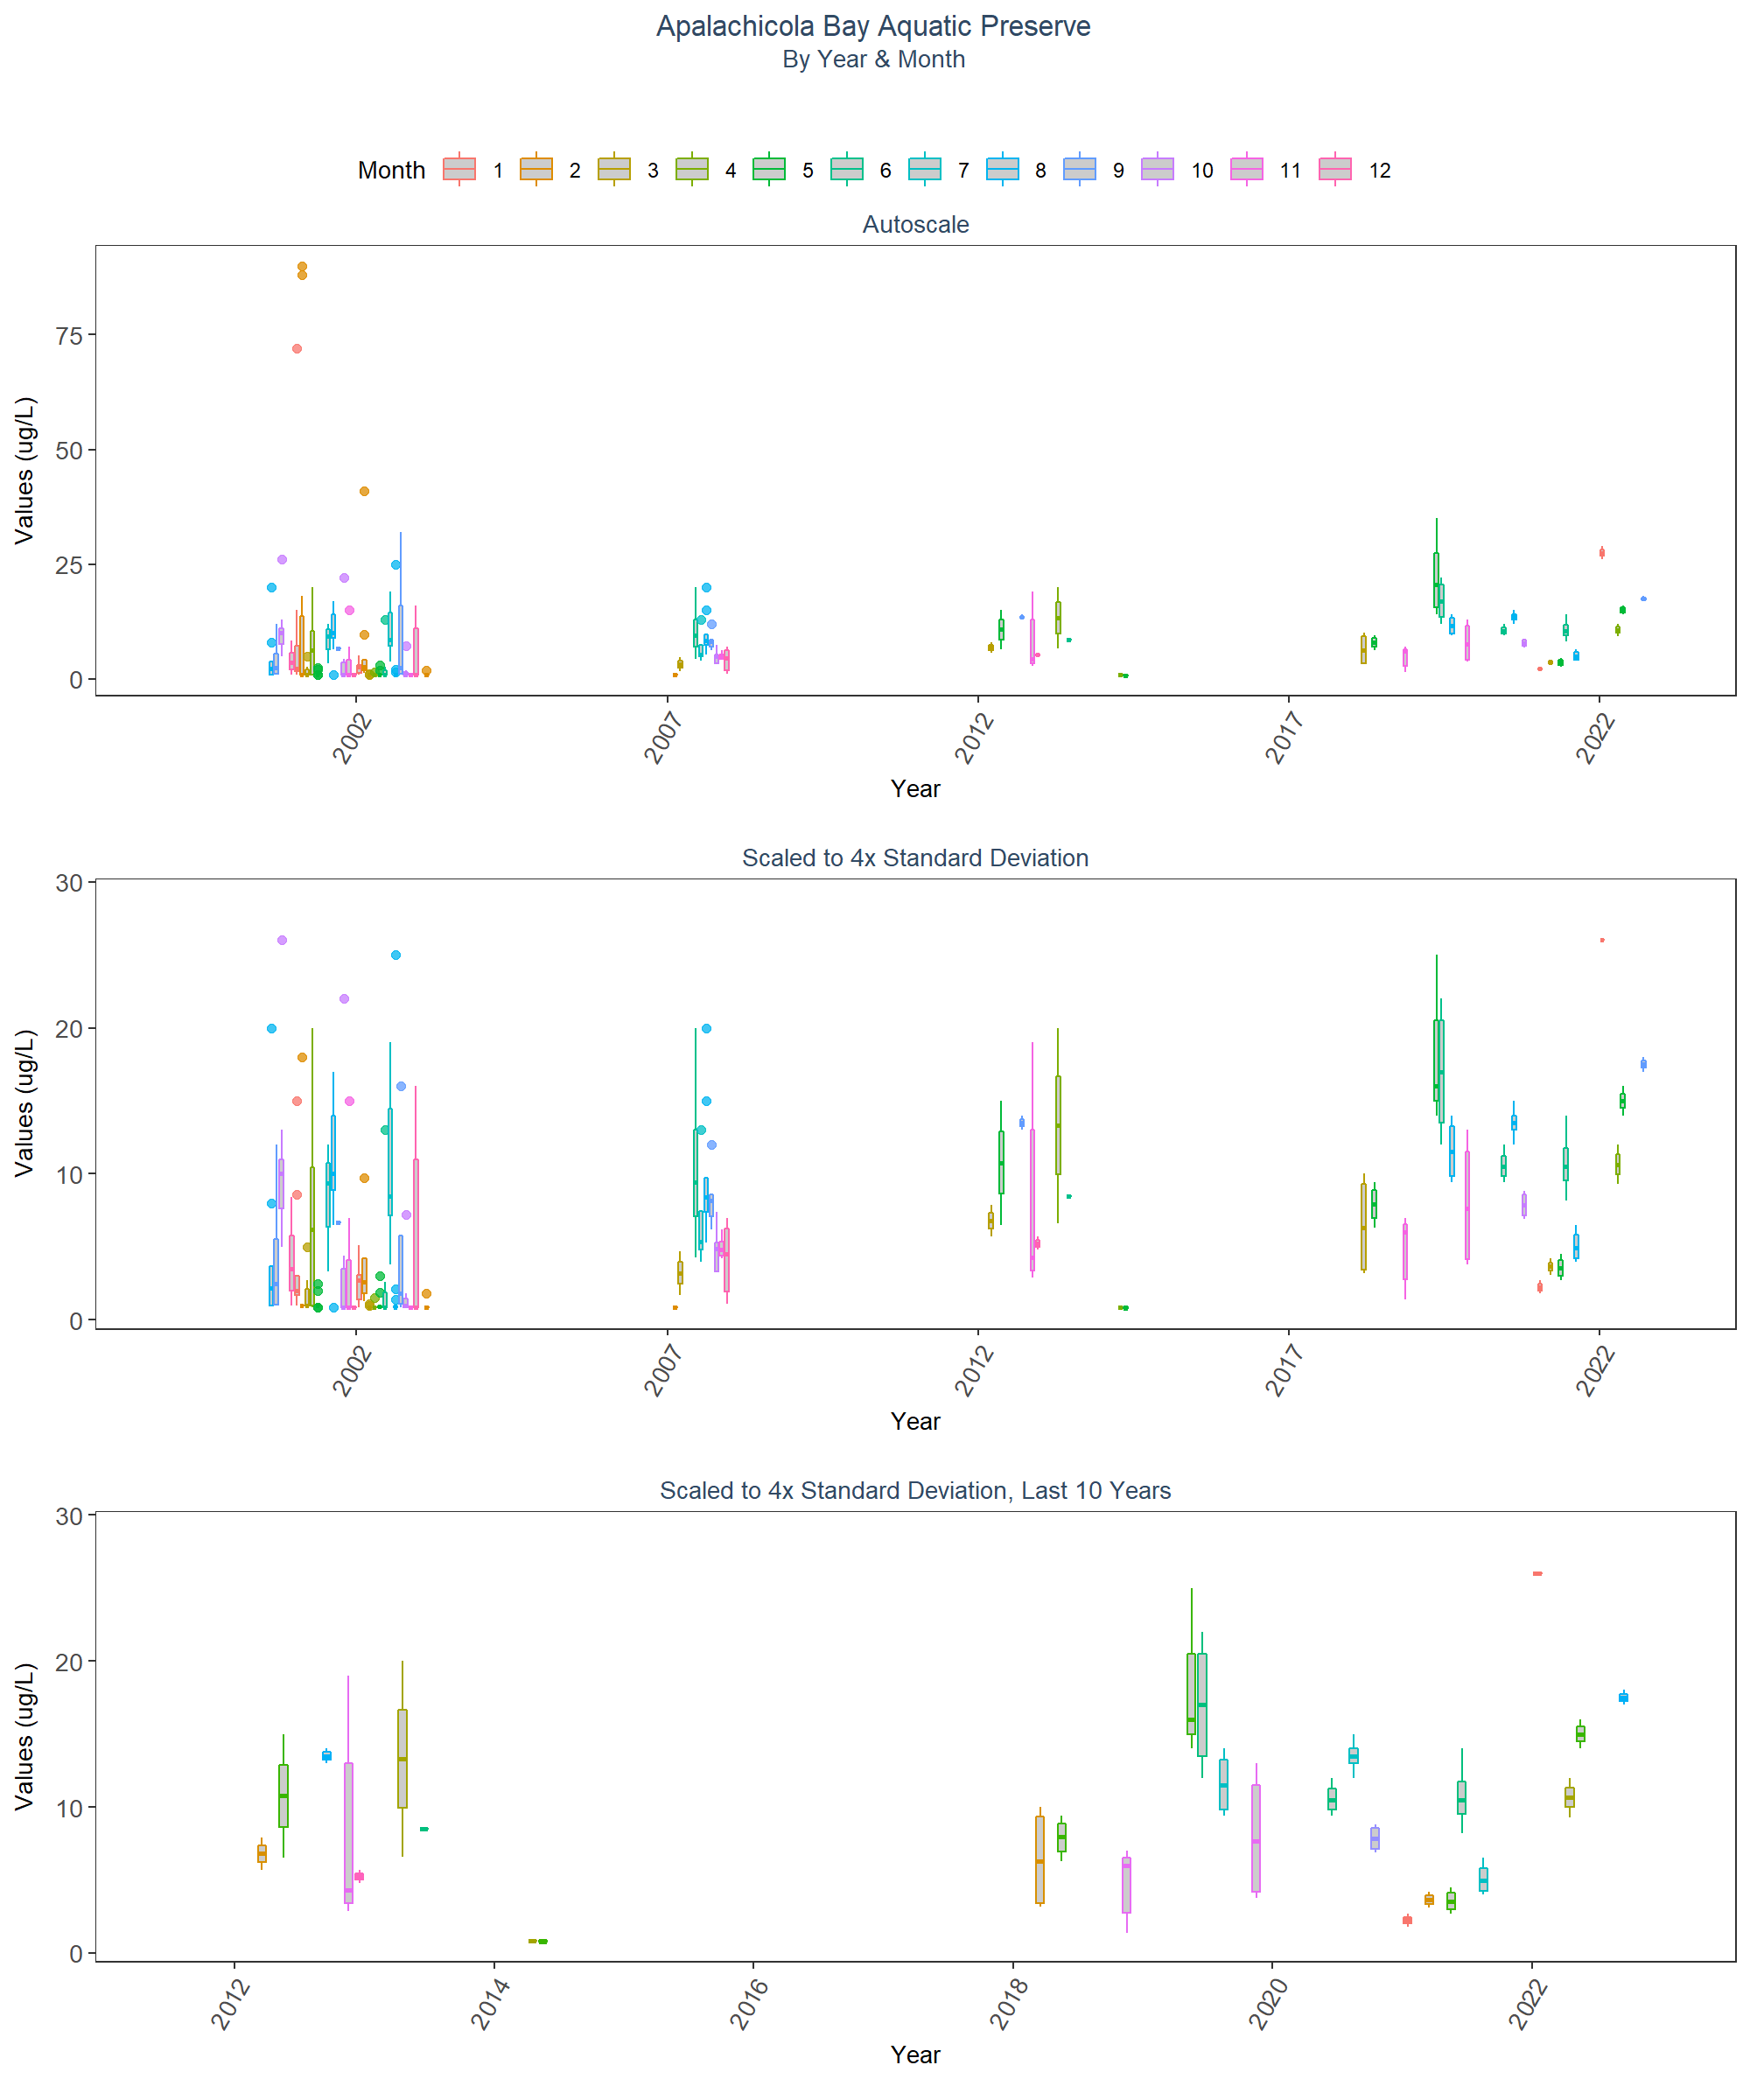 Apalachicola Bay Aquatic Preserve
By Year & Month
Month 1 2 3 4 5 6 7 8 9 10 11 12
Autoscale
Values (ug/L)
75
50
25
0
2002 2007 2012 2017 2022
Year
Scaled to 4x Standard Deviation
Values (ug/L)
30
20
10
0
2002 2007 2012 2017 2022
Year
Scaled to 4x Standard Deviation, Last 10 Years
Values (ug/L)
30
20
10
0
2012 2014 2016 2018 2020 2022
Year